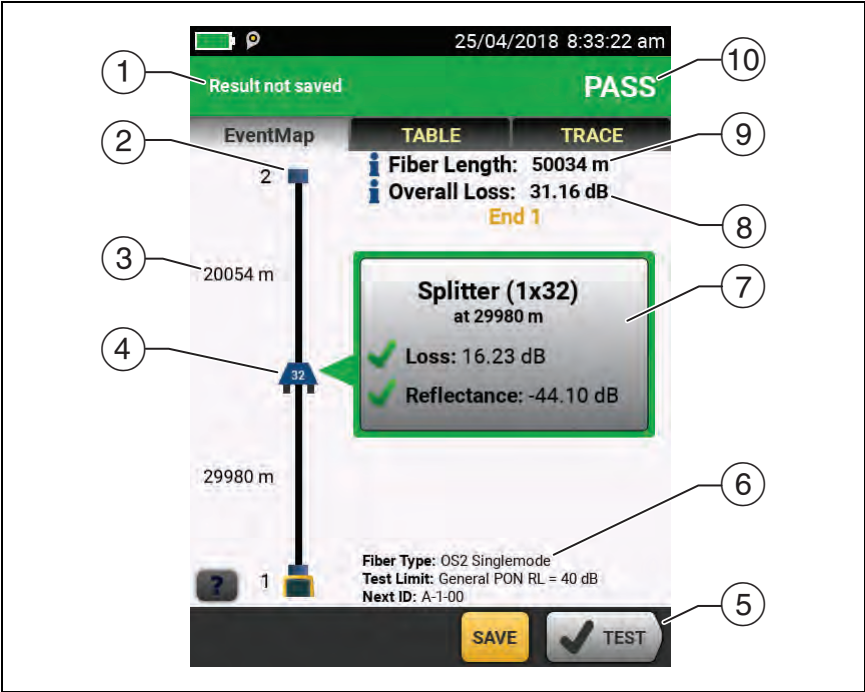 25/04/2018 8:33:22 am
1
Result not saved
PASS
10
EventMap
TABLE
TRACE
2
2
Fiber Length: 50034 m
9
Overall Loss: 31.16 dB
8
End 1
3
20054 m
Splitter (1x32)
at 29980 m
7
4
32
Loss: 16.23 dB
Reflectance: -44.10 dB
29980 m
6
Fiber Type: OS2 Singlemode
Test Limit: General PON RL = 40 dB
Next ID: A-1-00
?
1
5
SAVE
TEST